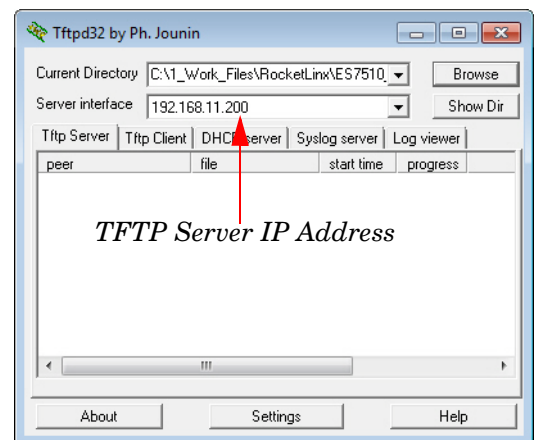 Tftpd32 by Ph. Jounin
Current Directory C:\1_Work_Files\RocketLinx\ES7510_ Browse
Server interface 192.168.11.200 Show Dir
Tftp Server Tftp Client DHCP server Syslog server Log viewer
peer file start time progress
TFTP Server IP Address
About Settings Help